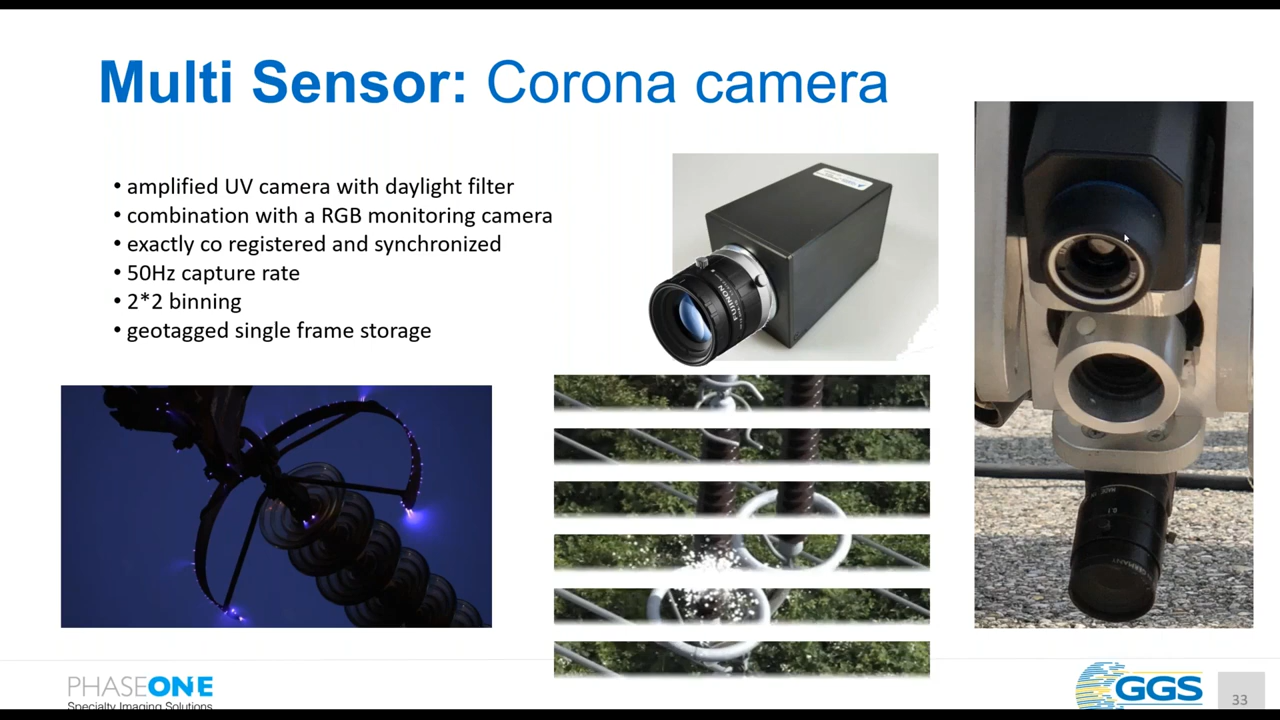 Multi Sensor: Corona camera
• amplified UV camera with daylight filter
• combination with a RGB monitoring camera
• exactly co registered and synchronized
• 50Hz capture rate
• 2*2 binning
• geotagged single frame storage
FUJINON
GERMANY
PHASEONE
Specialty Imaging Solutions
GGS
33